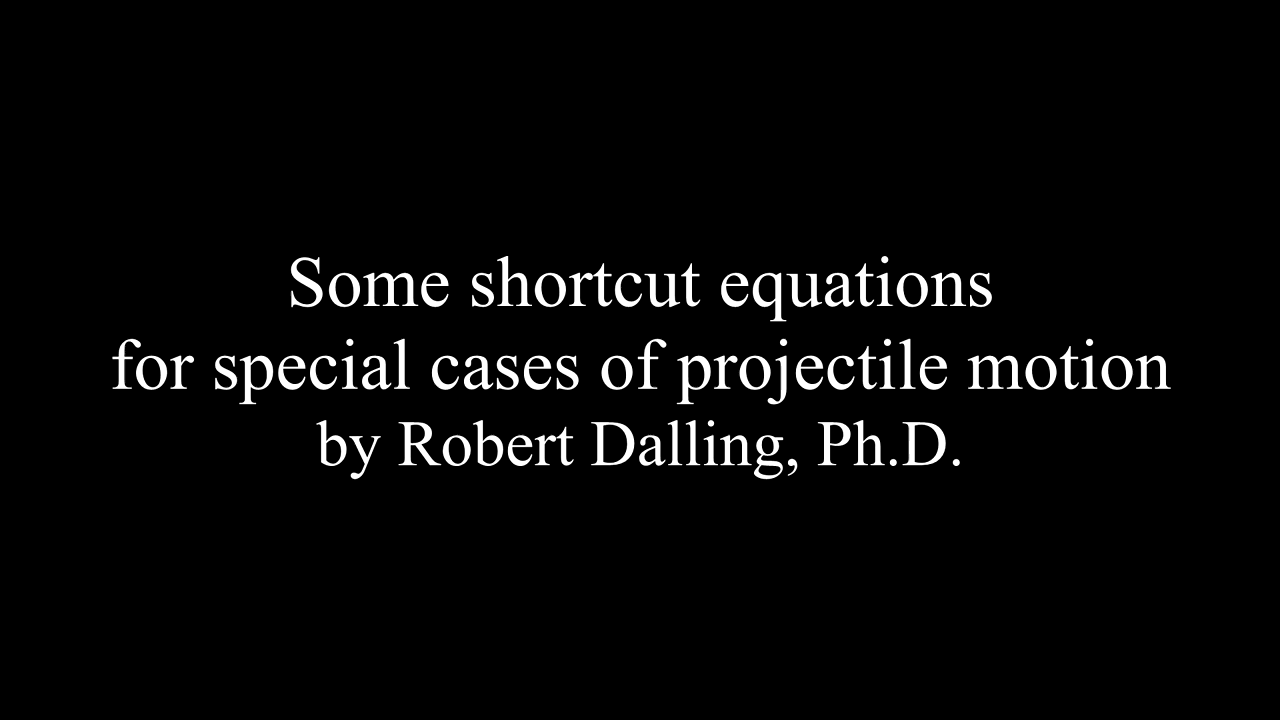 Some shortcut equations
for special cases of projectile motion
by Robert Dalling, Ph.D.